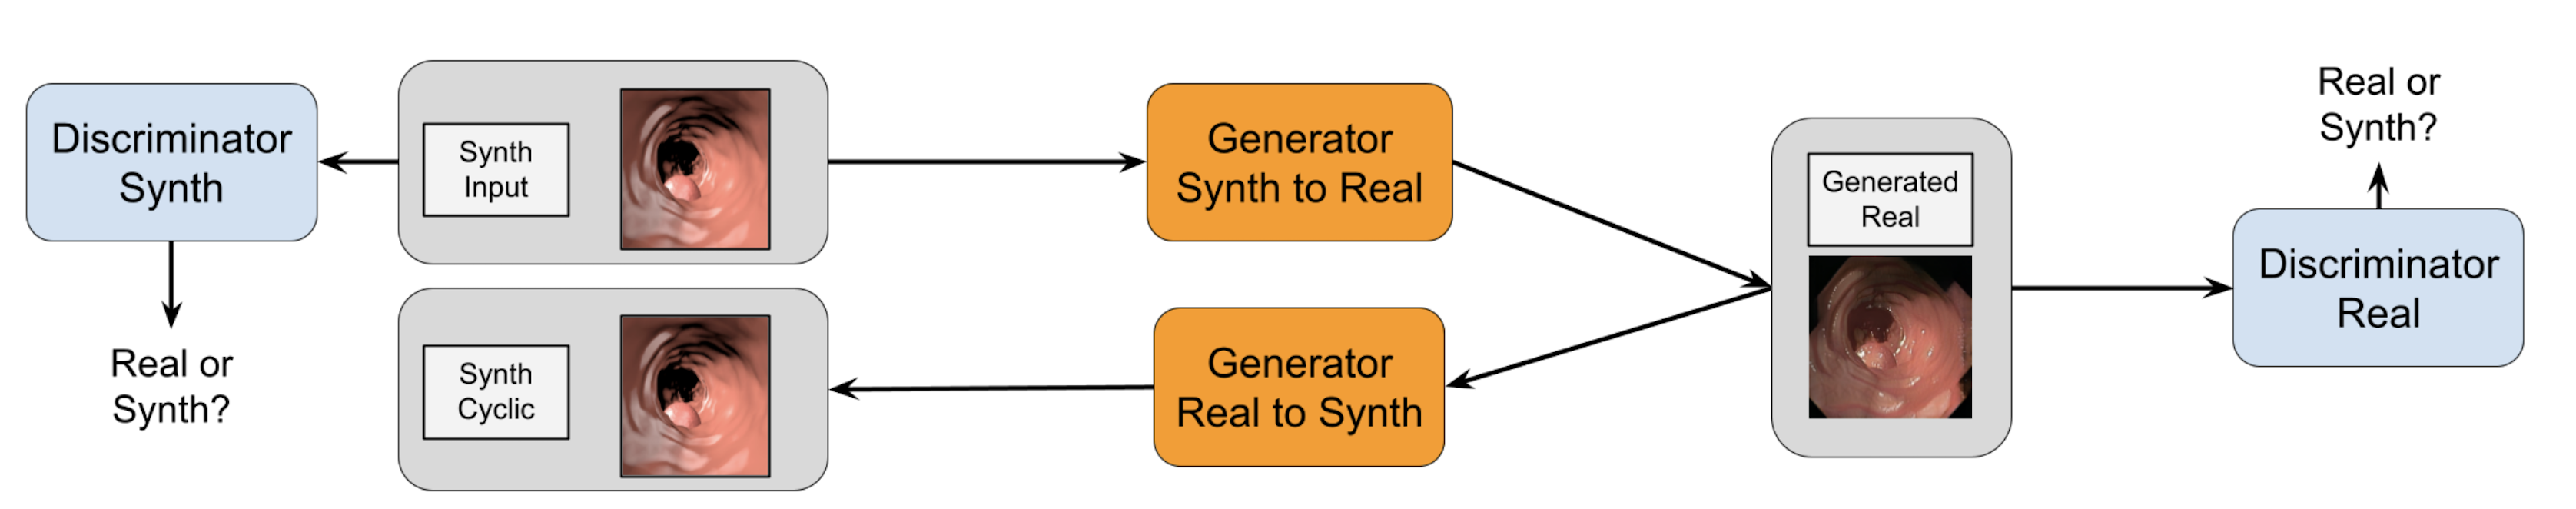 Discriminator
Synth
Real or
Synth?
Synth
Input
Synth
Cyclic
Generator
Synth to Real
Generator
Real to Synth
Generated
Real
Real or
Synth?
Discriminator
Real